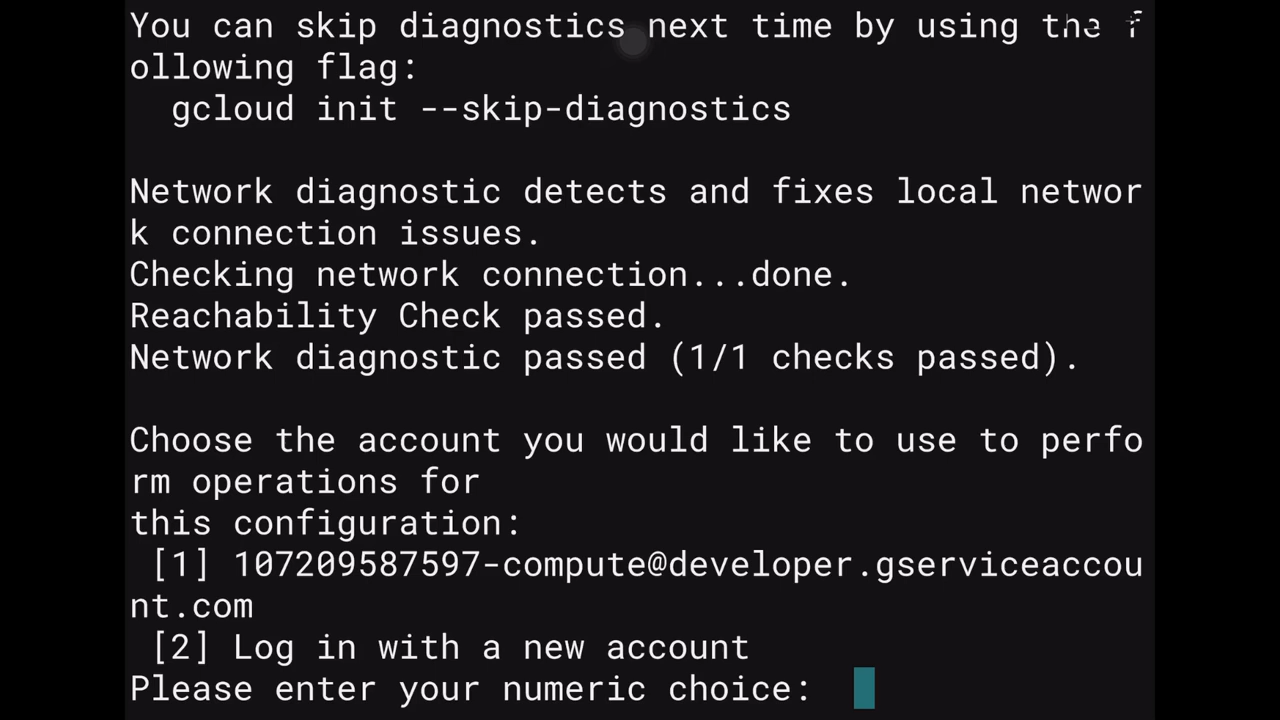 You can skip diagnostics next time by using the f
ollowing flag:
  gcloud init --skip-diagnostics

Network diagnostic detects and fixes local networ
k connection issues.
Checking network connection...done.
Reachability Check passed.
Network diagnostic passed (1/1 checks passed).

Choose the account you would like to use to perfo
rm operations for
this configuration:
 [1] 107209587597-compute@developer.gserviceaccou
nt.com
 [2] Log in with a new account
Please enter your numeric choice: